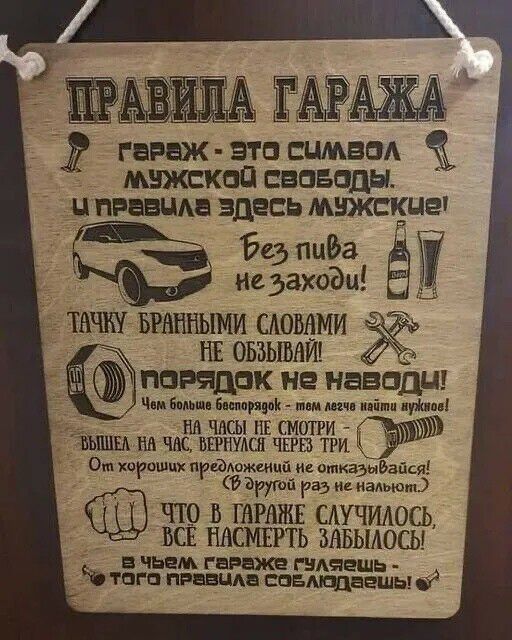 ПРАВИЛА ГАРАЖА
ГАРАЖ - ЭТО СИМВОЛ
МУЖСКОЙ СВОБОДЫ.
И ПРАВИЛА ЗДЕСЬ МУЖСКИЕ!
Без пива
не заходи!
ТАЧКУ БРАННЫМИ СЛОВАМИ
НЕ ОБЗЫВАЙ!
ПОРЯДОК НЕ НАВОДИ!
Чем больше беспорядок - тем легче найти нужное!
НА ЧАСЫ НЕ СМОТРИ -
ВЫШЕЛ НА ЧАС, ВЕРНУЛСЯ ЧЕРЕЗ ТРИ.
От хороших предложений не отказывайся!
(В другой раз не нальют.)
ЧТО В ГАРАЖЕ СЛУЧИЛОСЬ,
ВСЁ НАСМЕРТЬ ЗАБЫЛОСЬ!
В ЧЬЕМ ГАРАЖЕ ГУЛЯЕШЬ -
ТОГО ПРАВИЛА СОБЛЮДАЕШЬ!